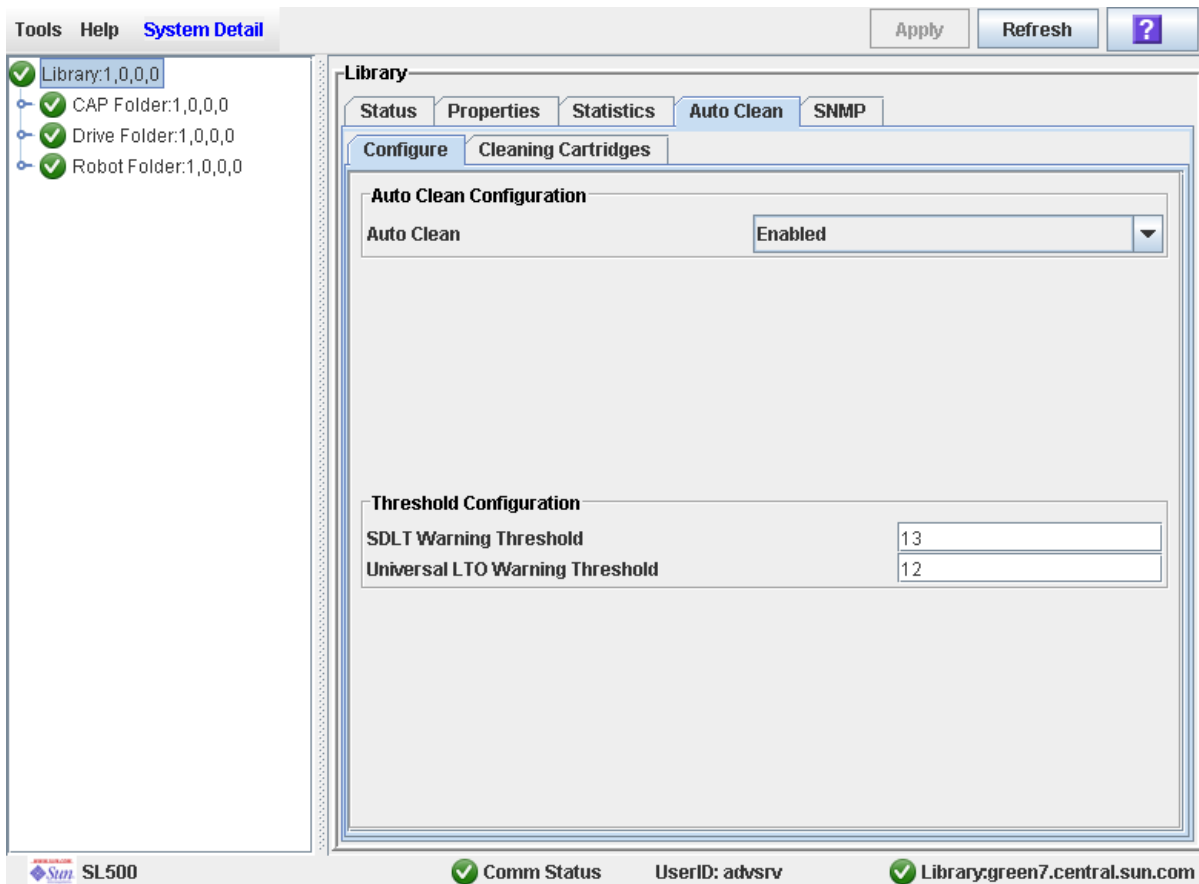 Tools Help System Detail Apply Refresh ?
Library:1,0,0,0
CAP Folder:1,0,0,0
Drive Folder:1,0,0,0
Robot Folder:1,0,0,0
Library
Status Properties Statistics Auto Clean SNMP
Configure Cleaning Cartridges
Auto Clean Configuration
Auto Clean Enabled
Threshold Configuration
SDLT Warning Threshold 13
Universal LTO Warning Threshold 12
Sun SL500 Comm Status UserID: advsrv Library:green7.central.sun.com